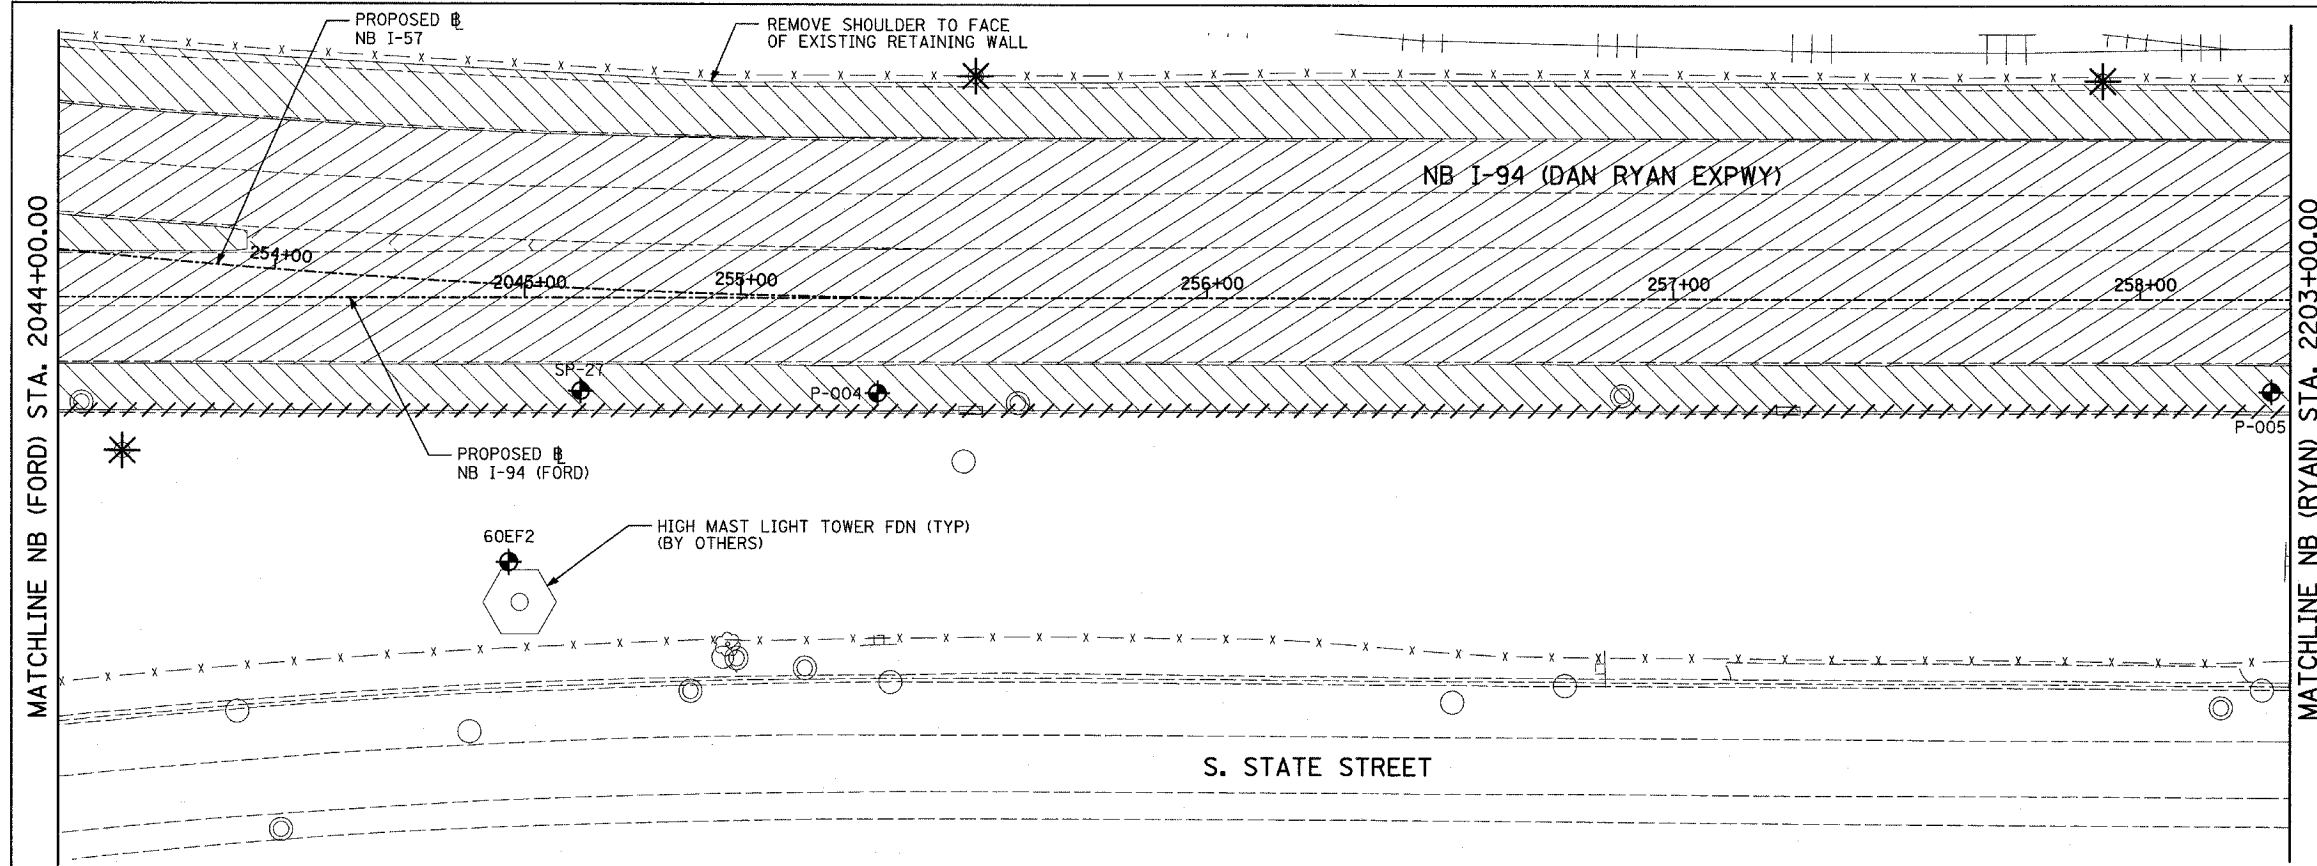 PROPOSED ℄
NB I-57
REMOVE SHOULDER TO FACE
OF EXISTING RETAINING WALL
NB I-94 (DAN RYAN EXPWY)
MATCHLINE NB (FORD) STA. 2044+00.00
MATCHLINE NB (RYAN) STA. 2203+00.00
254+00
2045+00
255+00
256+00
257+00
258+00
SP-27
P-004
P-005
PROPOSED ℄
NB I-94 (FORD)
60EF2
HIGH MAST LIGHT TOWER FDN (TYP)
(BY OTHERS)
S. STATE STREET